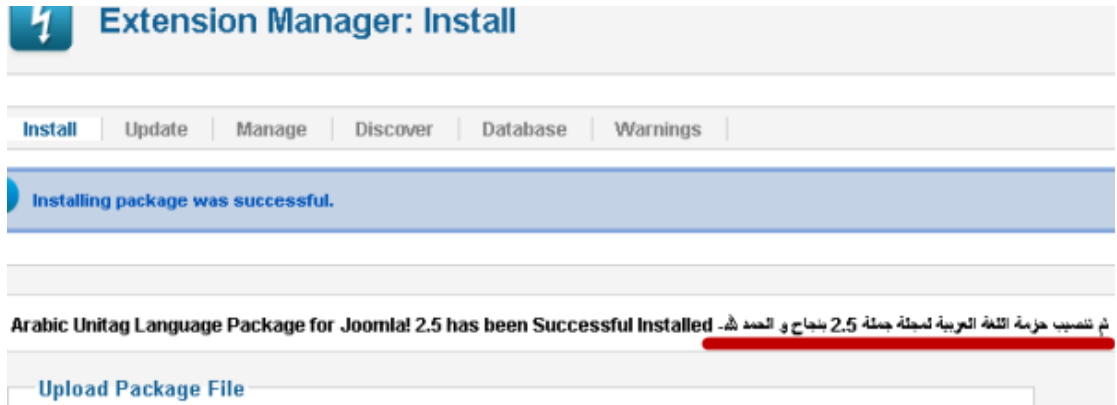 Extension Manager: Install
Install
Update
Manage
Discover
Database
Warnings
Installing package was successful.
Arabic Unitag Language Package for Joomla! 2.5 has been Successful Installed -تم تنصيب حزمة اللغة العربية لمجلة جملة 2.5 بنجاح و الحمد لله
Upload Package File